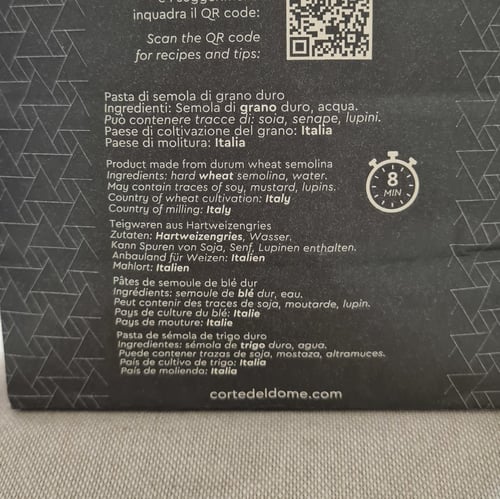 inquadra il QR code:
Scan the QR code
for recipes and tips:
Pasta di semola di grano duro
Ingredienti: Semola di grano duro, acqua.
Può contenere tracce di: soia, senape, lupini.
Paese di coltivazione del grano: Italia
Paese di molitura: Italia
Product made from durum wheat semolina
Ingredients: hard wheat semolina, water.
May contain traces of soy, mustard, lupins.
Country of wheat cultivation: Italy
Country of milling: Italy
8
MIN
Teigwaren aus Hartweizengries
Zutaten: Hartweizengries, Wasser.
Kann Spuren von Soja, Senf, Lupinen enthalten.
Anbauland für Weizen: Italien
Mahlort: Italien
Pâtes de semoule de blé dur
Ingrédients: semoule de blé dur, eau.
Peut contenir des traces de soja, moutarde, lupin.
Pays de culture du blé: Italie
Pays de mouture: Italie
Pasta de sémola de trigo duro
Ingredientes: sémola de trigo duro, agua.
Puede contener trazas de soja, mostaza, altramuces.
País de cultivo de trigo: Italia
País de molienda: Italia
cortedeldome.com